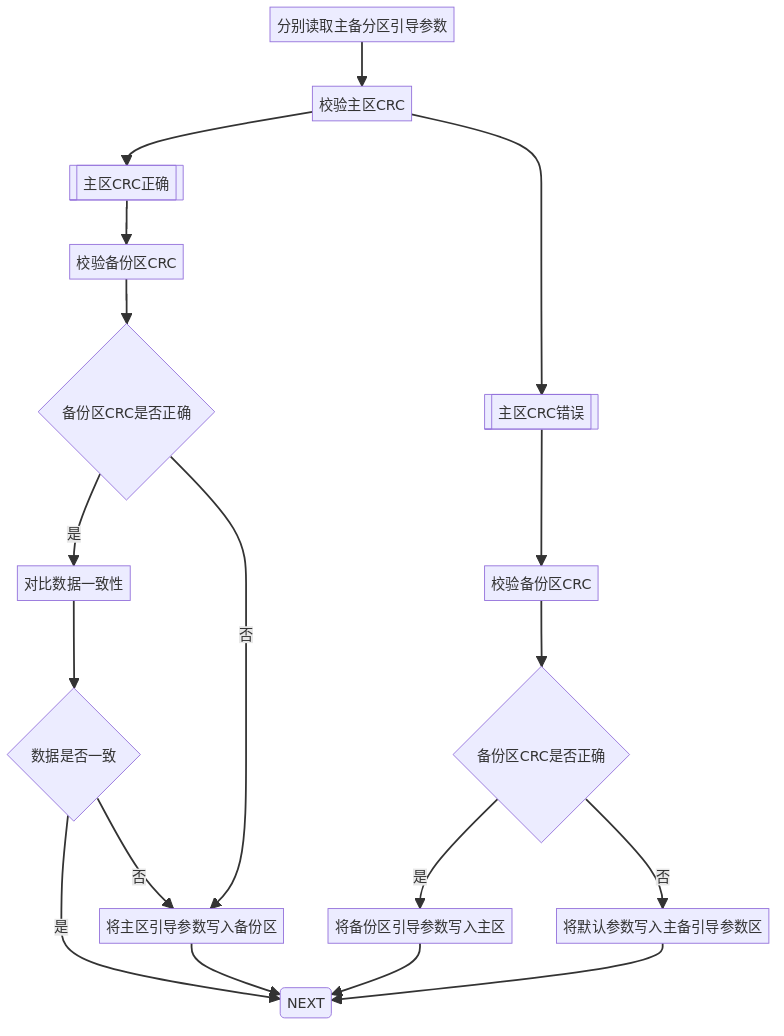 分别读取主备分区引导参数
校验主区CRC
主区CRC正确
校验备份区CRC
备份区CRC是否正确
主区CRC错误
是
对比数据一致性
校验备份区CRC
否
数据是否一致
备份区CRC是否正确
否
是
否
将主区引导参数写入备份区
将备份区引导参数写入主区
将默认参数写入主备引导参数区
是
NEXT